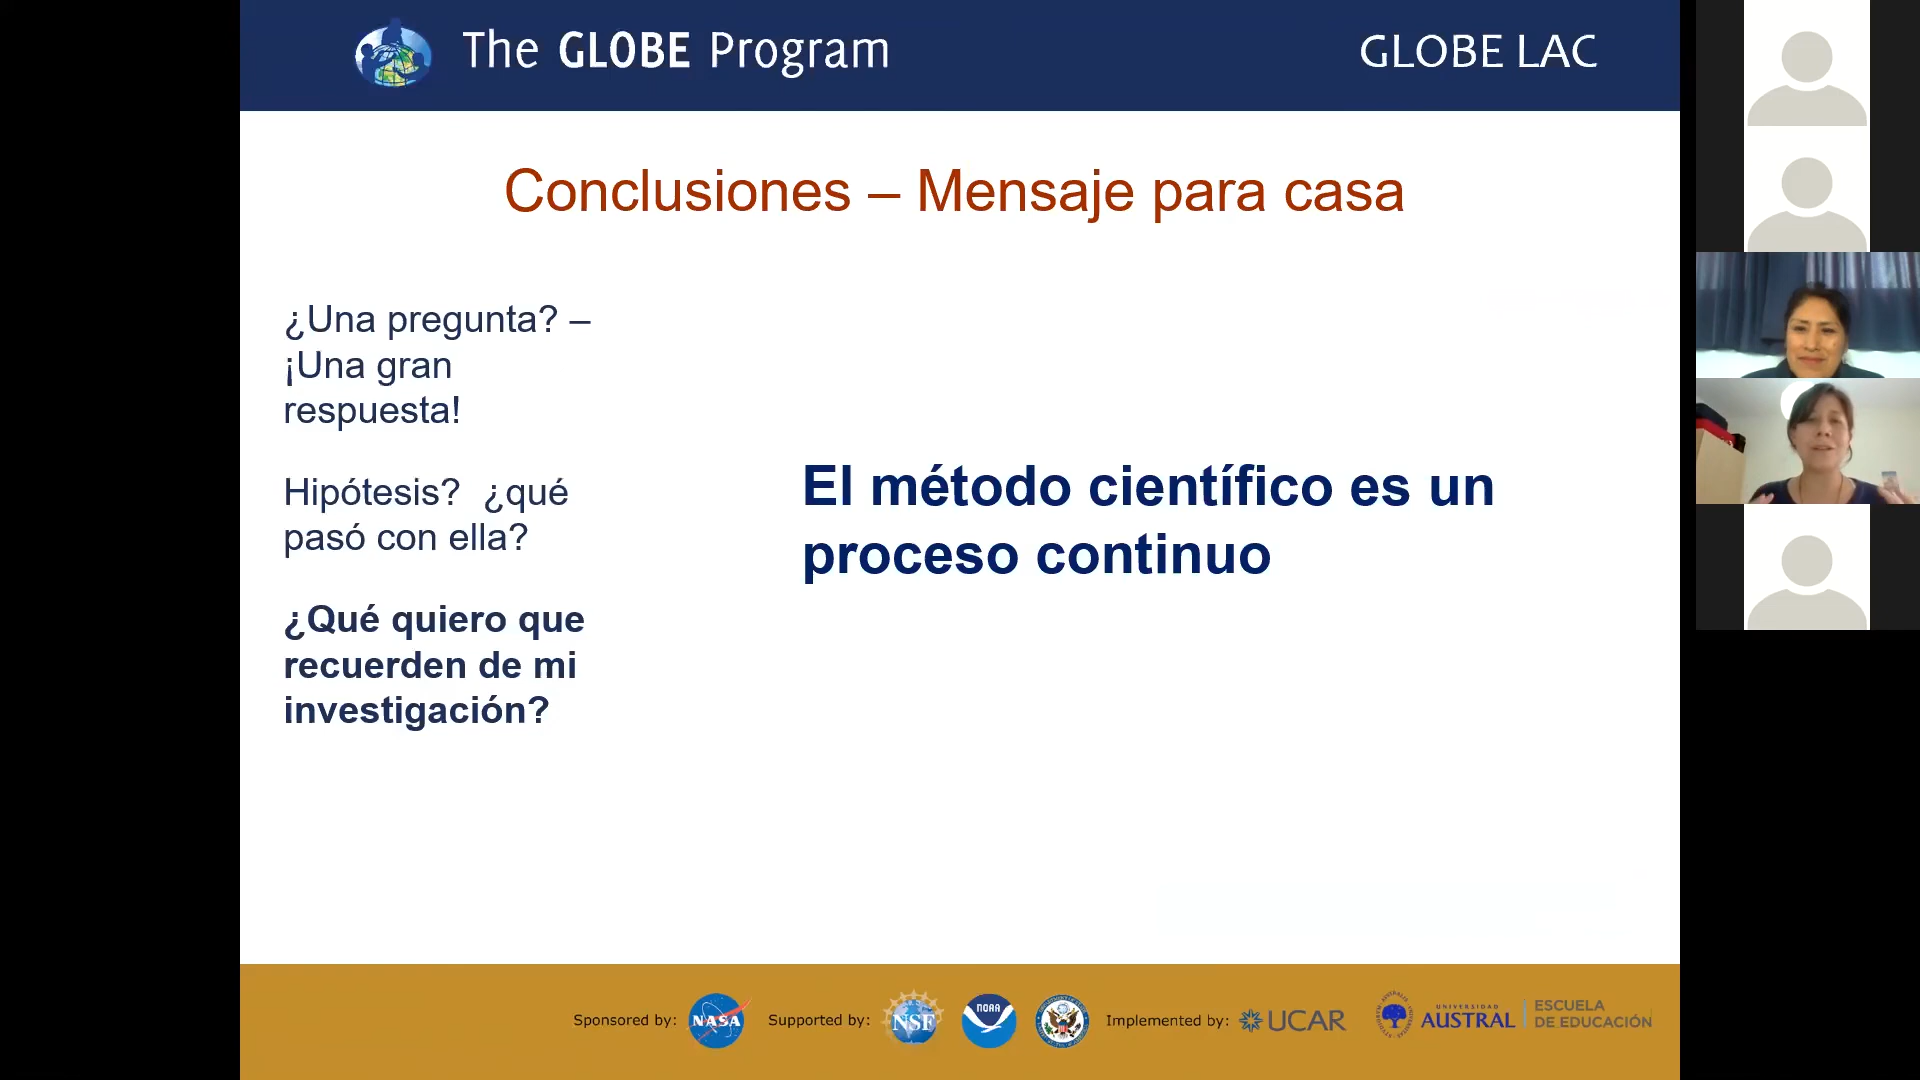 The GLOBE Program
GLOBE LAC
Conclusiones – Mensaje para casa
¿Una pregunta? –
¡Una gran
respuesta!
Hipótesis?  ¿qué
pasó con ella?
¿Qué quiero que
recuerden de mi
investigación?
El método científico es un
proceso continuo
Sponsored by:
NASA
Supported by:
NSF
NOAA
Implemented by:
UCAR
UNIVERSIDAD
AUSTRAL
ESCUELA
DE EDUCACIÓN